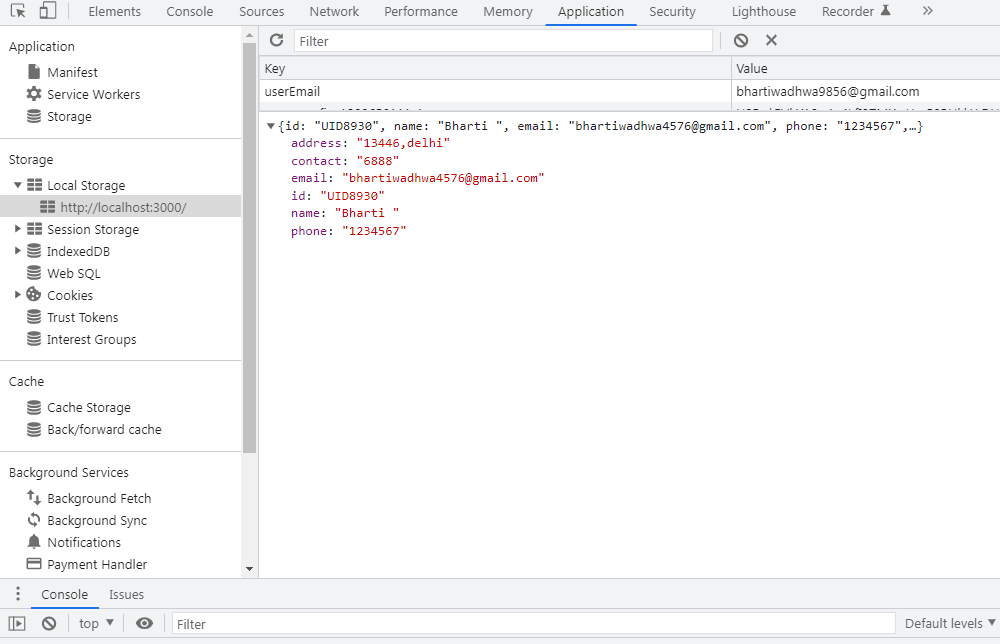 Elements Console Sources Network Performance Memory Application Security Lighthouse Recorder
Application
Manifest
Service Workers
Storage
Storage
Local Storage
http://localhost:3000/
Session Storage
IndexedDB
Web SQL
Cookies
Trust Tokens
Interest Groups
Cache
Cache Storage
Back/forward cache
Background Services
Background Fetch
Background Sync
Notifications
Payment Handler
Filter
Key Value
userEmail bhartiwadhwa9856@gmail.com
{id: "UID8930", name: "Bharti ", email: "bhartiwadhwa4576@gmail.com", phone: "1234567",…}
address: "13446,delhi"
contact: "6888"
email: "bhartiwadhwa4576@gmail.com"
id: "UID8930"
name: "Bharti "
phone: "1234567"
Console Issues
top Filter Default levels